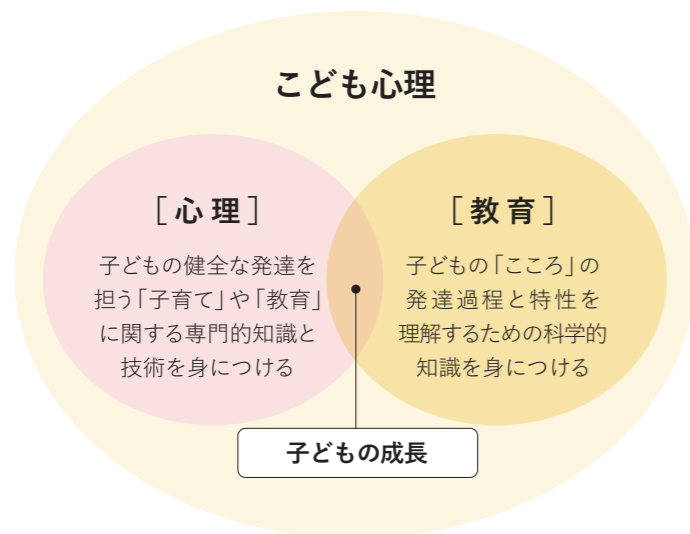 こども心理
［心理］
子どもの健全な発達を
担う「子育て」や「教育」
に関する専門的知識と
技術を身につける
［教育］
子どもの「こころ」の
発達過程と特性を
理解するための科学的
知識を身につける
子どもの成長